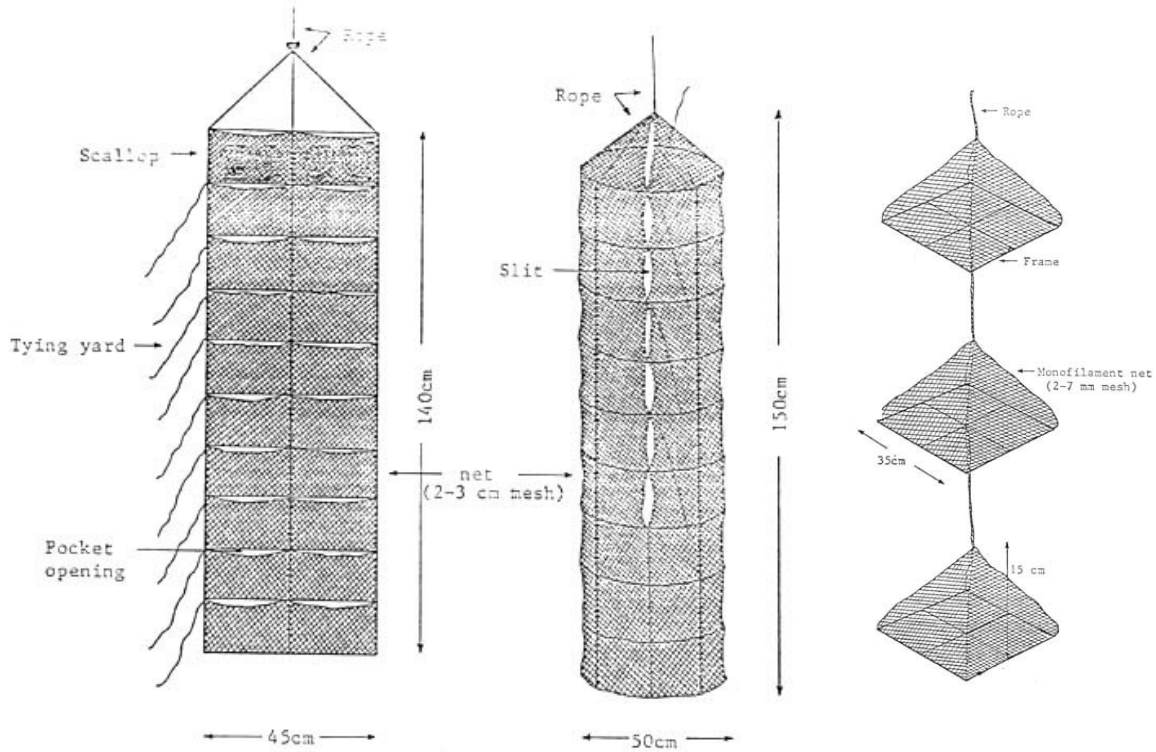 Rope
Scallop
Tying yard
Pocket
opening
140cm
45cm
net
(2-3 cm mesh)
Rope
Slit
150cm
50cm
Rope
Frame
Monofilament net
(2-7 mm mesh)
35cm
15 cm